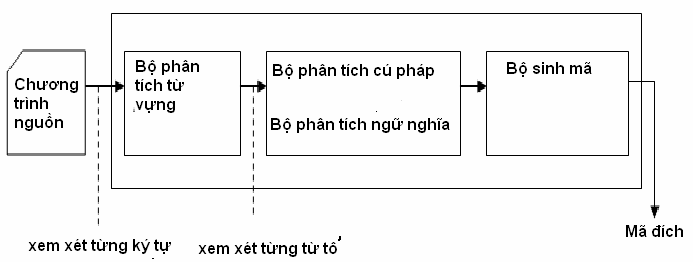 Chương
trình
nguồn
Bộ phân
tích từ
vựng
Bộ phân tích cú pháp
Bộ phân tích ngữ nghĩa
Bộ sinh mã
Mã đích
xem xét từng ký tự
xem xét từng từ tố